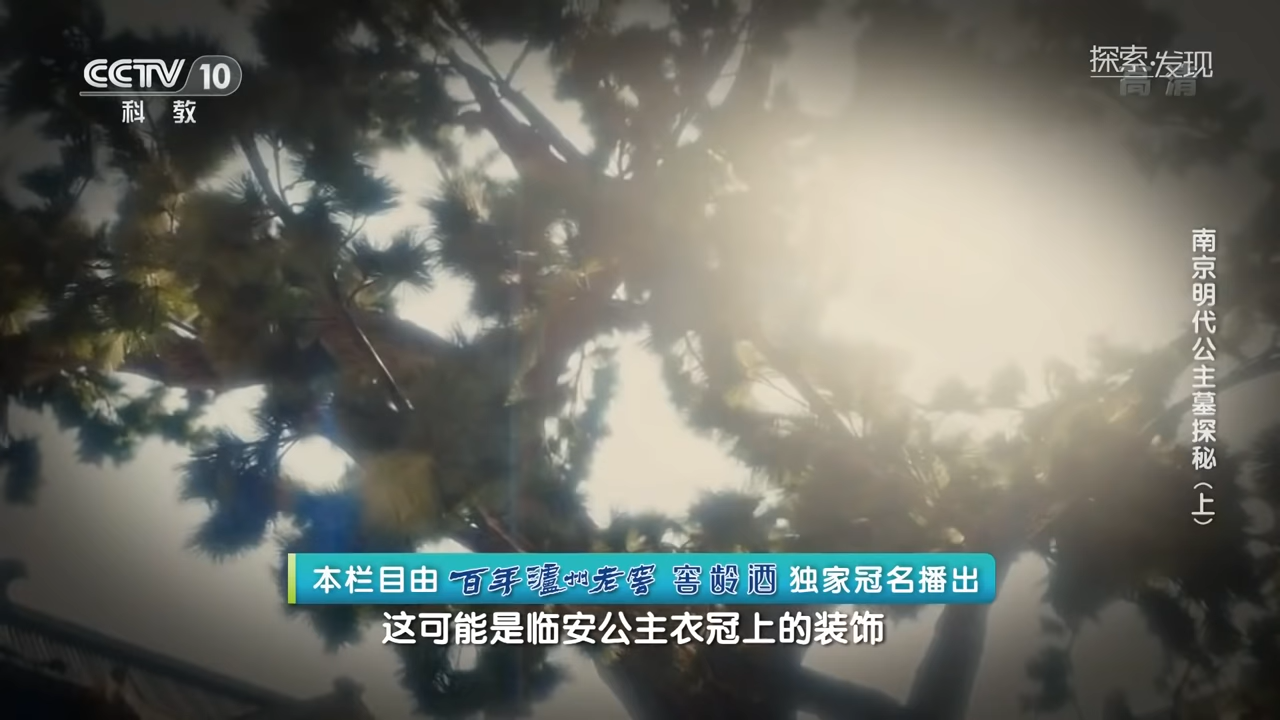 CCTV 10
科教
探索·发现
高清
南京明代公主墓探秘（上）
本栏目由 百年泸州老窖 窖龄酒 独家冠名播出
这可能是临安公主衣冠上的装饰